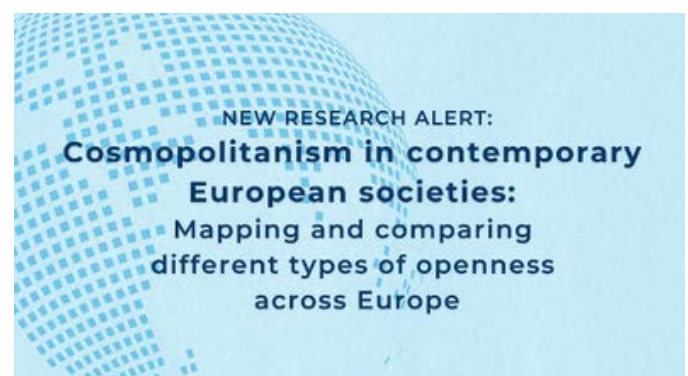 NEW RESEARCH ALERT:
Cosmopolitanism in contemporary
European societies:
Mapping and comparing
different types of openness
across Europe